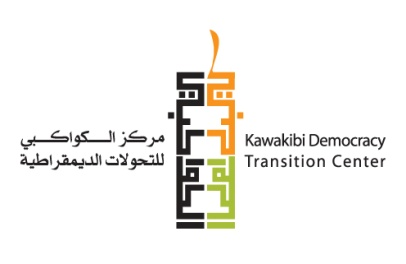 مركز الكواكبي
للتحولات الديمقراطية
Kawakibi Democracy
Transition Center